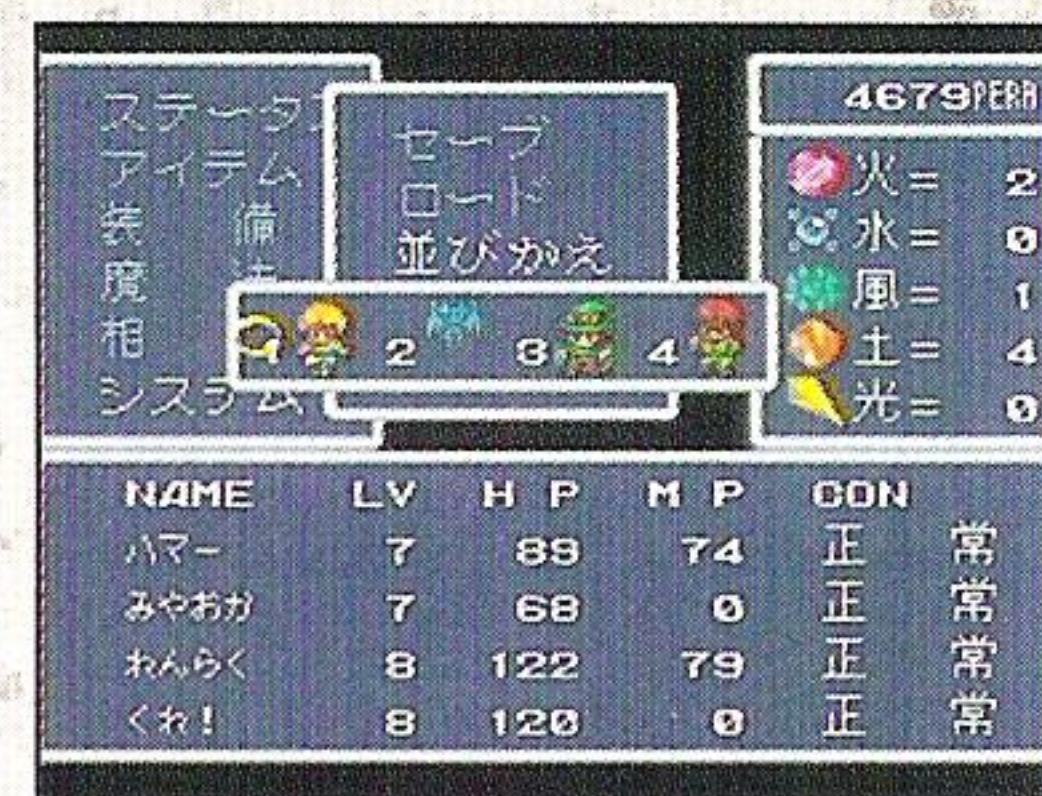 ステータス
アイテム
装 備
魔 法
相
システム
セーブ
ロード
並びかえ
1 2 3 4
4679PERA
火= 2
水= 0
風= 1
土= 4
光= 0
NAME LV H P M P CON
ハマー 7 89 74 正 常
みやおか 7 68 0 正 常
れんらく 8 122 79 正 常
くれ! 8 120 0 正 常